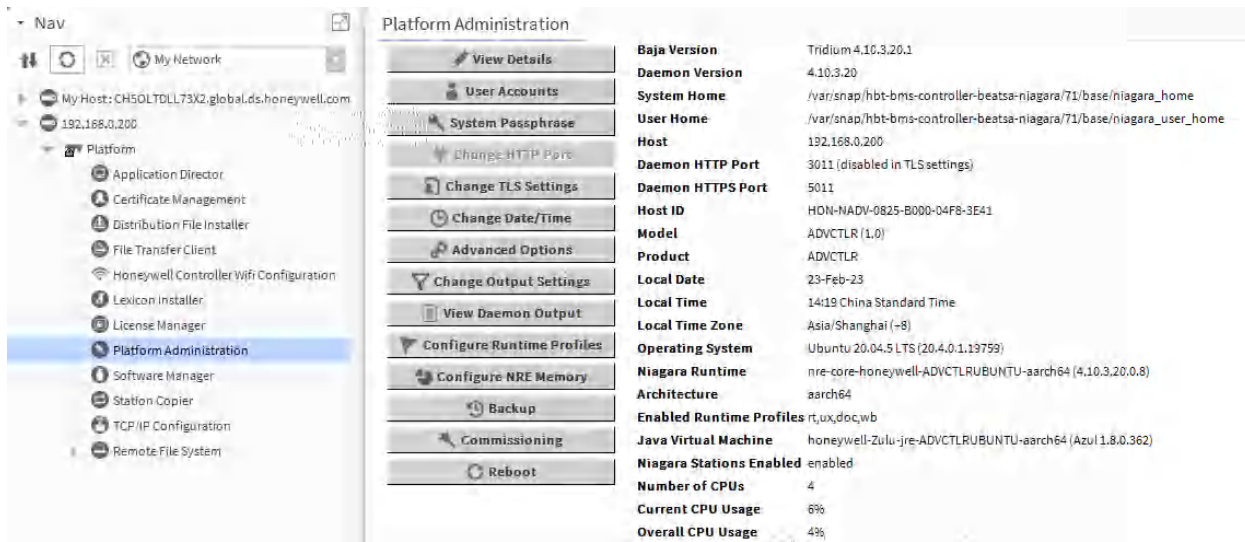 Nav
My Network
My Host: CH5OLTDLL73X2.global.ds.honeywell.com
192.168.0.200
Platform
Application Director
Certificate Management
Distribution File Installer
File Transfer Client
Honeywell Controller Wifi Configuration
Lexicon Installer
License Manager
Platform Administration
Software Manager
Station Copier
TCP/IP Configuration
Remote File System
Platform Administration
View Details
User Accounts
System Passphrase
Change HTTP Port
Change TLS Settings
Change Date/Time
Advanced Options
Change Output Settings
View Daemon Output
Configure Runtime Profiles
Configure NRE Memory
Backup
Commissioning
Reboot
Baja Version Tridium 4.10.3.20.1
Daemon Version 4.10.3.20
System Home /var/snap/hbt-bms-controller-beatsa-niagara/71/base/niagara_home
User Home /var/snap/hbt-bms-controller-beatsa-niagara/71/base/niagara_user_home
Host 192.168.0.200
Daemon HTTP Port 3011 (disabled in TLS settings)
Daemon HTTPS Port 5011
Host ID HON-NADV-0825-B000-04F8-3E41
Model ADVCTLR (1.0)
Product ADVCTLR
Local Date 23-Feb-23
Local Time 14:19 China Standard Time
Local Time Zone Asia/Shanghai (+8)
Operating System Ubuntu 20.04.5 LTS (20.4.0.1.19759)
Niagara Runtime nre-core-honeywell-ADVCTLRUBUNTU-aarch64 (4.10.3.20.0.8)
Architecture aarch64
Enabled Runtime Profiles rt,ux,doc,wb
Java Virtual Machine honeywell-Zulu-jre-ADVCTLRUBUNTU-aarch64 (Azul 1.8.0.362)
Niagara Stations Enabled enabled
Number of CPUs 4
Current CPU Usage 6%
Overall CPU Usage 4%